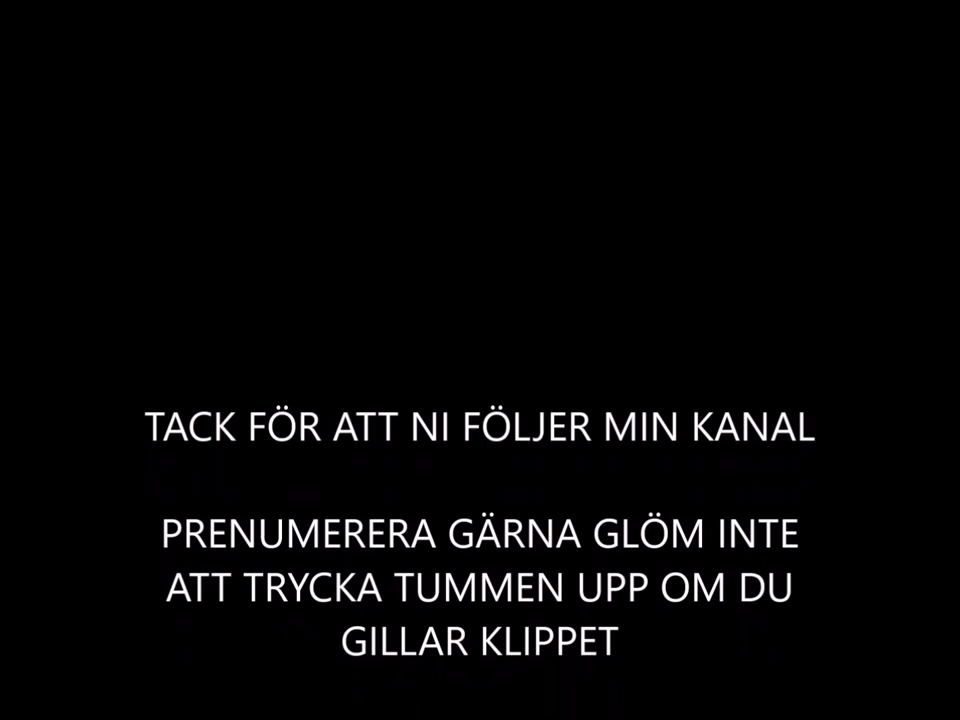 TACK FÖR ATT NI FÖLJER MIN KANAL
PRENUMERERA GÄRNA GLÖM INTE
ATT TRYCKA TUMMEN UPP OM DU
GILLAR KLIPPET